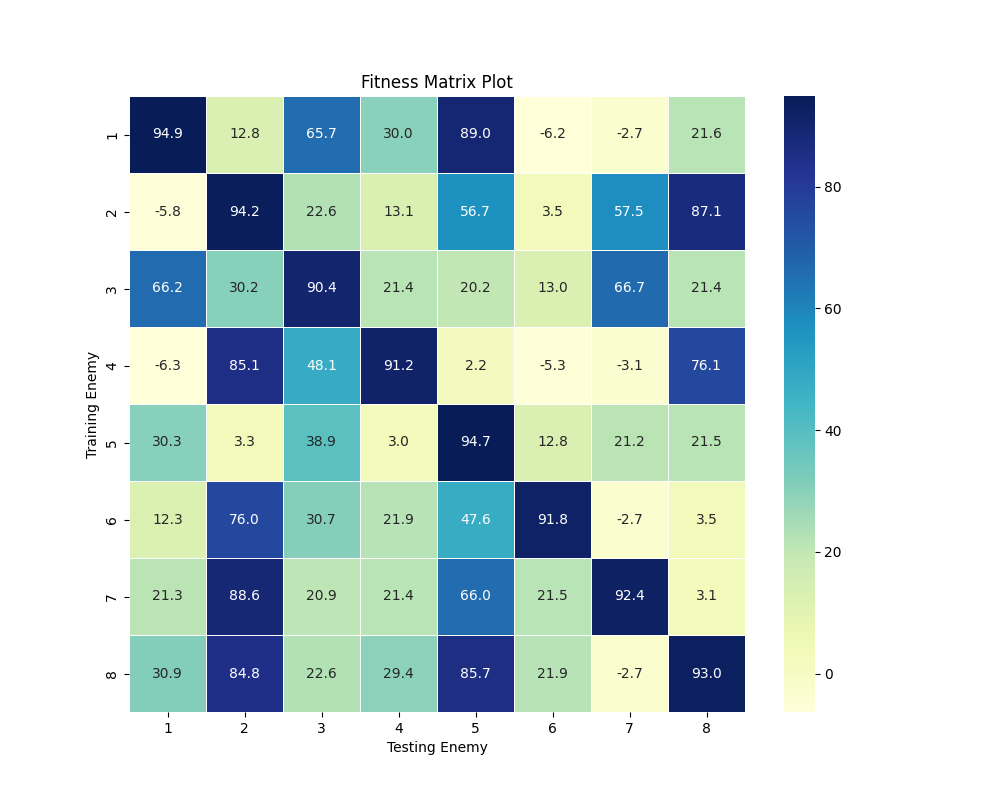 Fitness Matrix Plot
Training Enemy
1 94.9 12.8 65.7 30.0 89.0 -6.2 -2.7 21.6
2 -5.8 94.2 22.6 13.1 56.7 3.5 57.5 87.1
3 66.2 30.2 90.4 21.4 20.2 13.0 66.7 21.4
4 -6.3 85.1 48.1 91.2 2.2 -5.3 -3.1 76.1
5 30.3 3.3 38.9 3.0 94.7 12.8 21.2 21.5
6 12.3 76.0 30.7 21.9 47.6 91.8 -2.7 3.5
7 21.3 88.6 20.9 21.4 66.0 21.5 92.4 3.1
8 30.9 84.8 22.6 29.4 85.7 21.9 -2.7 93.0
1 2 3 4 5 6 7 8
Testing Enemy
80
60
40
20
0